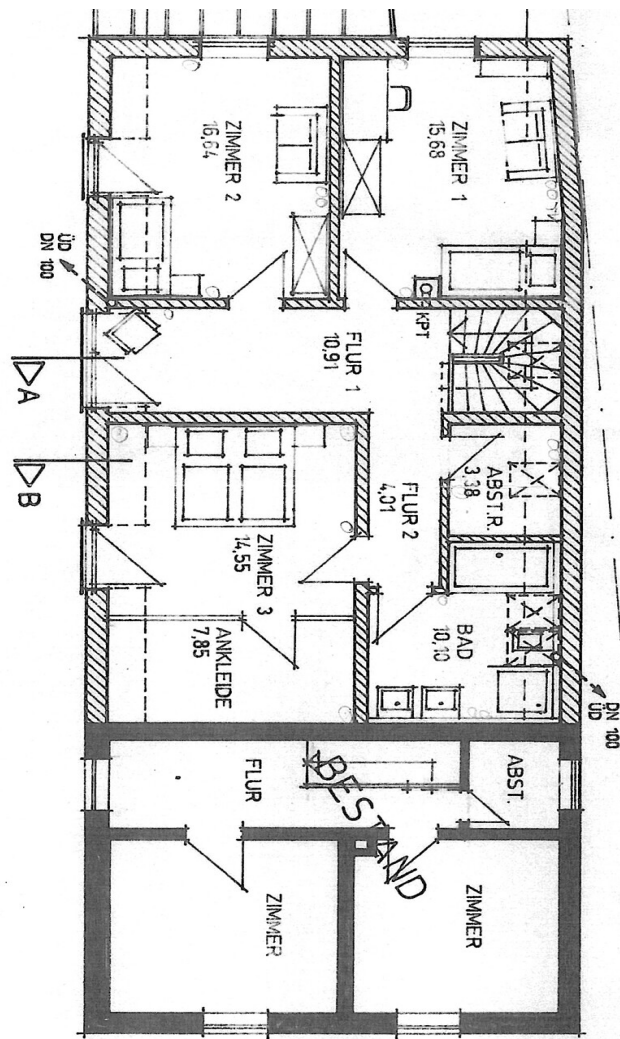 ZIMMER 1
15,68
ZIMMER 2
16,64
ÜD
DN 100
KPT
FLUR 1
10,91
A
B
ABST.R.
3,38
FLUR 2
4,01
ZIMMER 3
14,55
BAD
10,10
ANKLEIDE
7,85
DN 100
ÜD
BESTAND
FLUR
ABST.
ZIMMER
ZIMMER